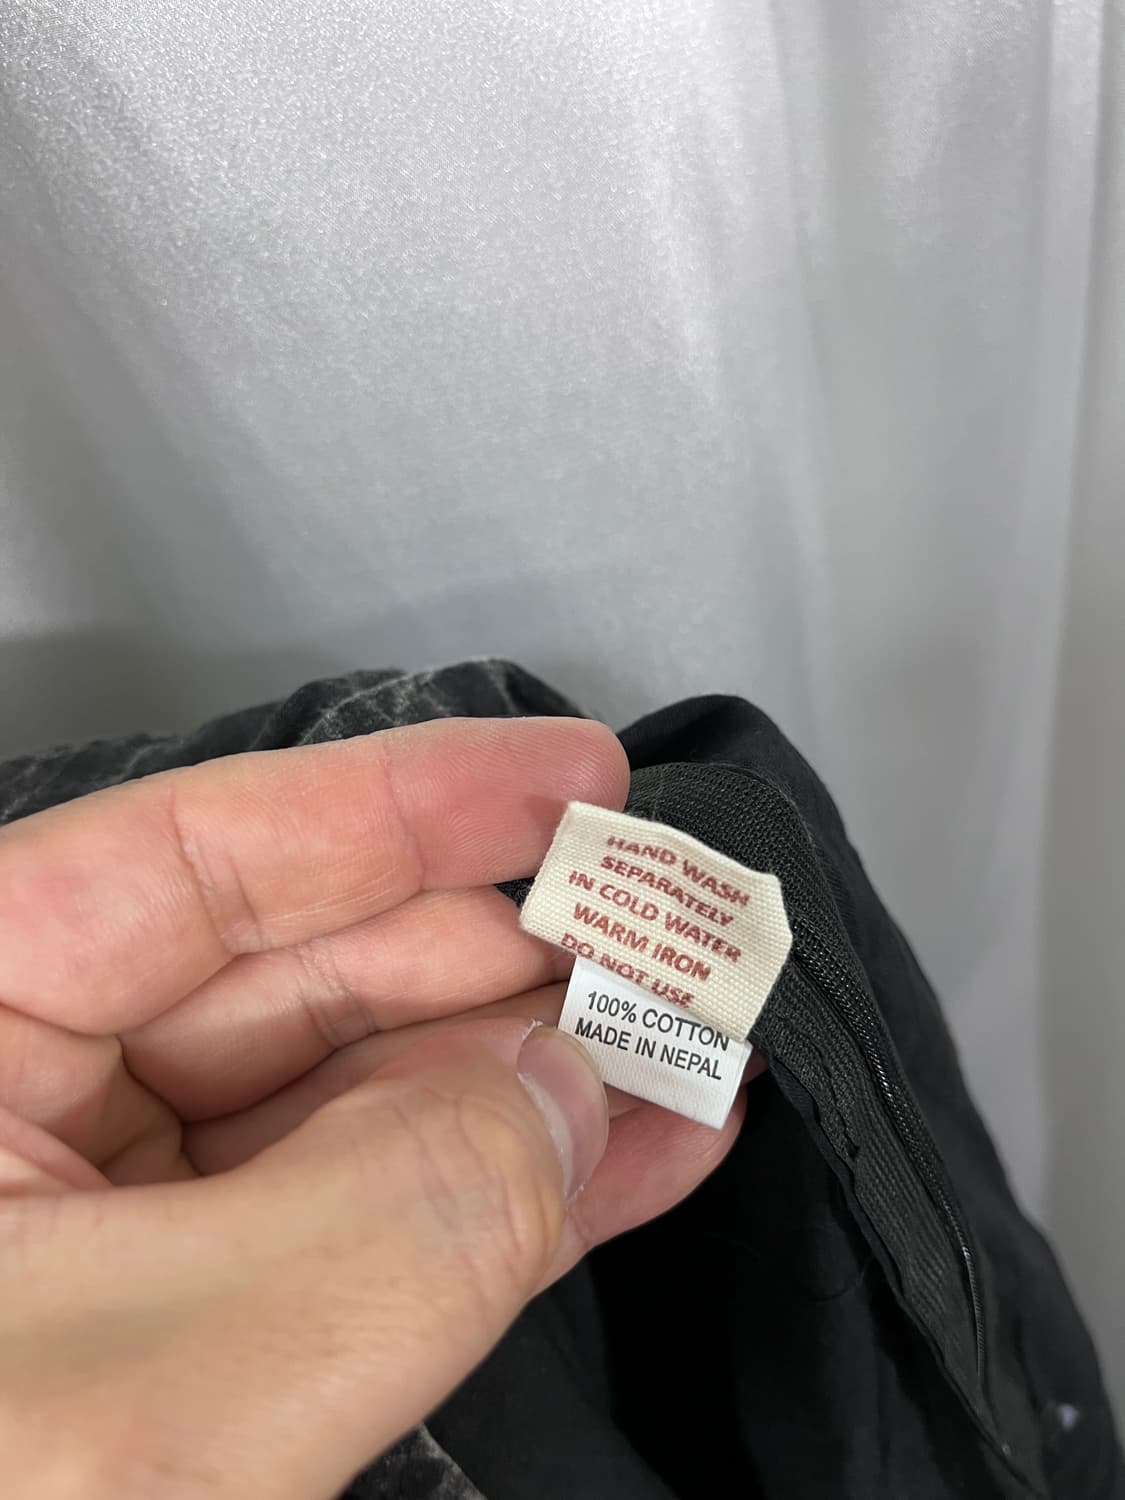 HAND WASH
SEPARATELY
IN COLD WATER
WARM IRON
DO NOT USE
100% COTTON
MADE IN NEPAL